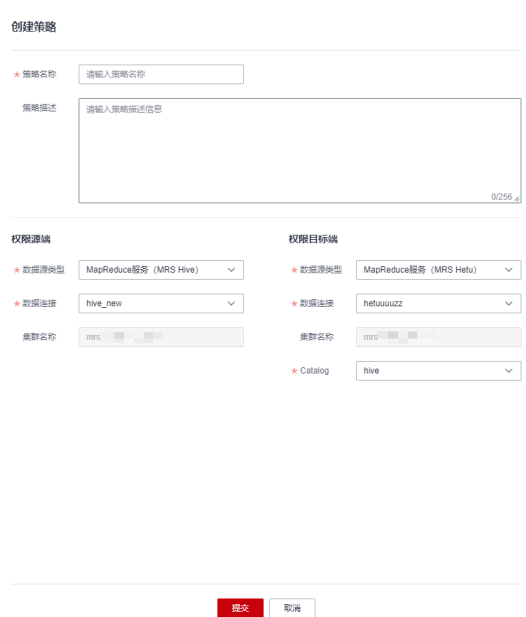 创建策略
* 策略名称 请输入策略名称
策略描述 请输入策略描述信息
0/256
权限源端 权限目标端
* 数据源类型 MapReduce服务（MRS Hive） * 数据源类型 MapReduce服务（MRS Hetu）
* 数据连接 hive_new * 数据连接 hetuuuuzz
集群名称 mrs 集群名称 mrs
* Catalog hive
提交 取消